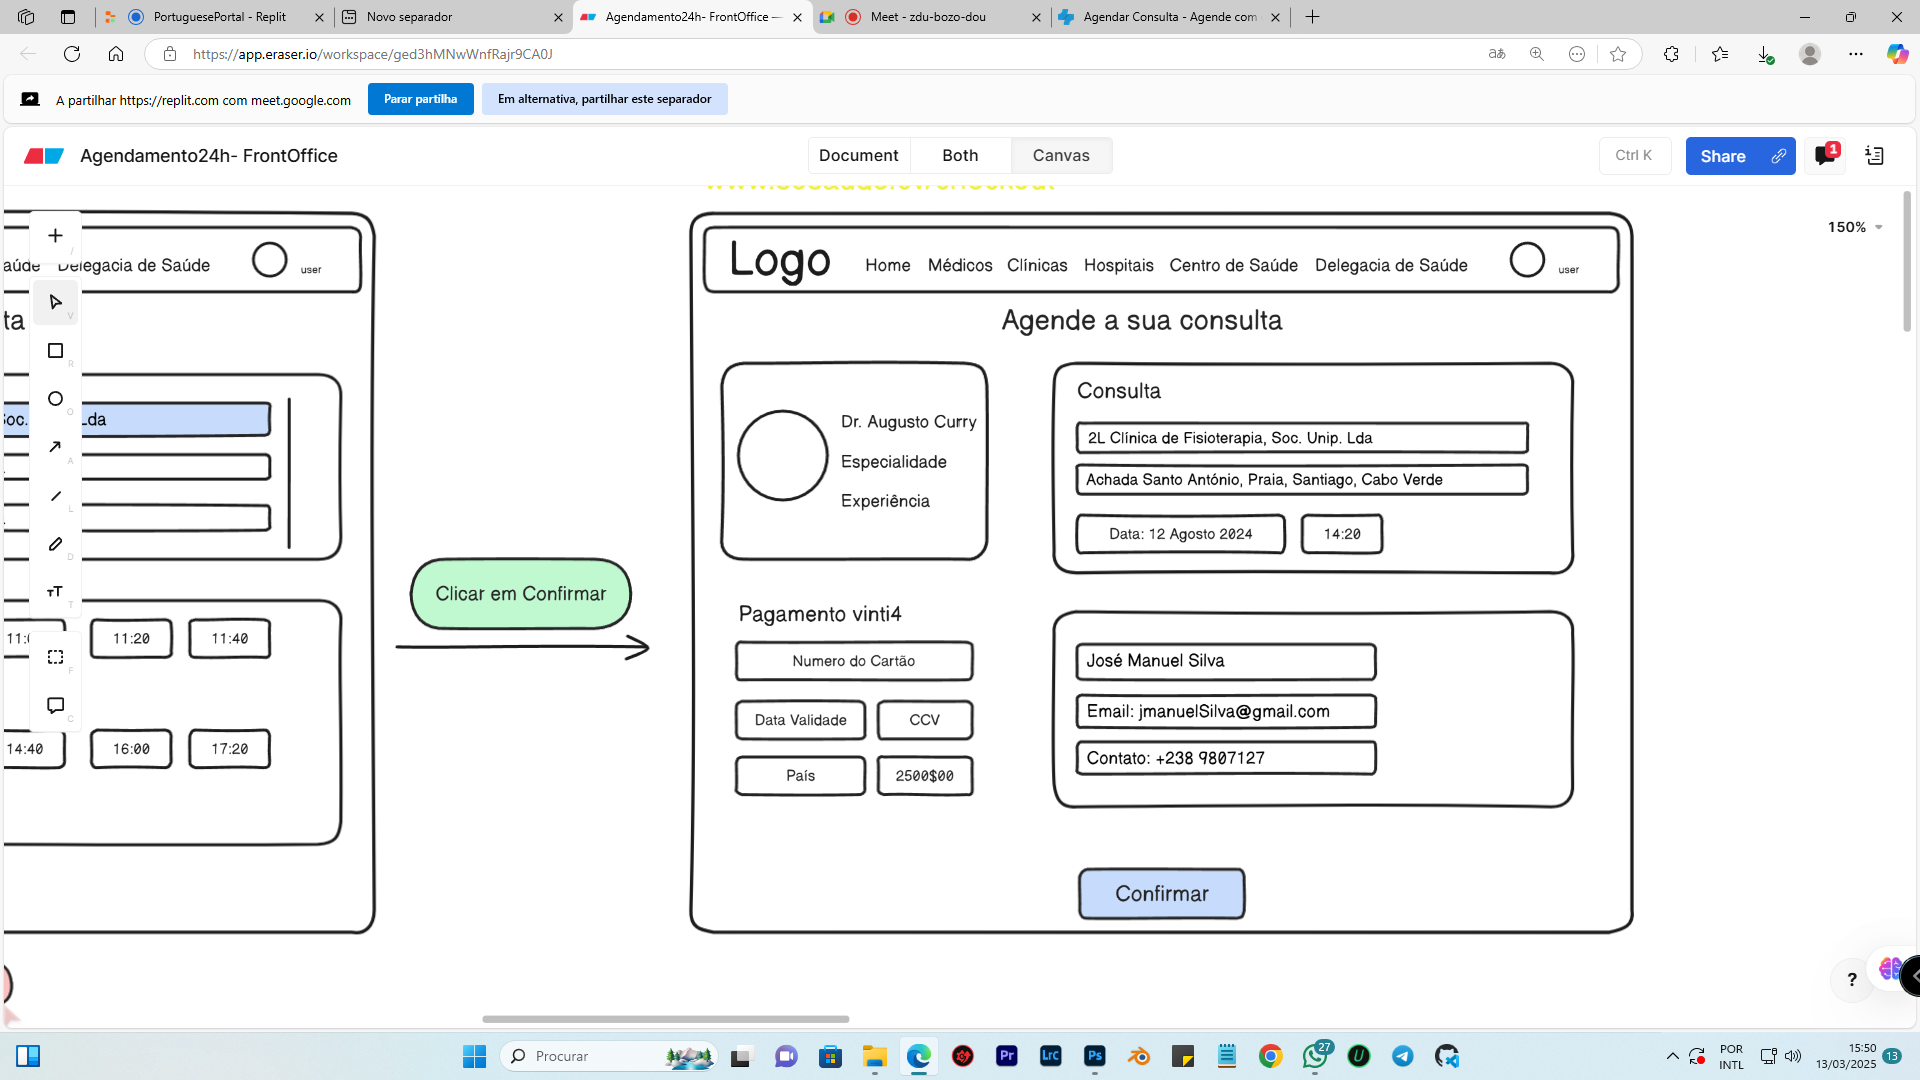 PortuguesePortal - Replit
Novo separador
Agendamento24h- FrontOffice —
Meet - zdu-bozo-dou
Agendar Consulta - Agende com
https://app.eraser.io/workspace/ged3hMNwWnfRajr9CA0J
A partilhar https://replit.com com meet.google.com
Parar partilha
Em alternativa, partilhar este separador
Agendamento24h- FrontOffice
Document
Both
Canvas
Ctrl K
Share
1
150%
aúde
Delegacia de Saúde
user
ta
Soc.
Lda
11:20
11:40
14:40
16:00
17:20
/
V
R
O
A
L
D
T
F
C
Clicar em Confirmar
Logo
Home
Médicos
Clínicas
Hospitais
Centro de Saúde
Delegacia de Saúde
user
Agende a sua consulta
Dr. Augusto Curry
Especialidade
Experiência
Consulta
2L Clínica de Fisioterapia, Soc. Unip. Lda
Achada Santo António, Praia, Santiago, Cabo Verde
Data: 12 Agosto 2024
14:20
Pagamento vinti4
Numero do Cartão
Data Validade
CCV
País
2500$00
José Manuel Silva
Email: jmanuelSilva@gmail.com
Contato: +238 9807127
Confirmar
?
Procurar
Pr
LrC
Ps
27
POR
INTL
15:50
13/03/2025
13